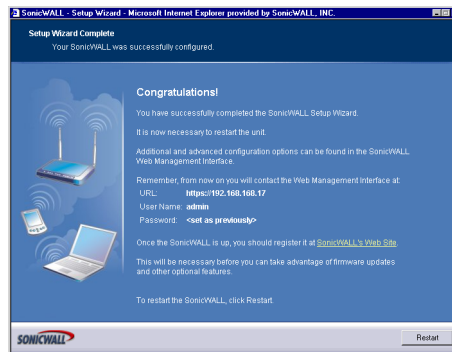 SonicWALL - Setup Wizard - Microsoft Internet Explorer provided by SonicWALL, INC.
Setup Wizard Complete
Your SonicWALL was successfully configured.
Congratulations!
You have successfully completed the SonicWALL Setup Wizard.
It is now necessary to restart the unit.
Additional and advanced configuration options can be found in the SonicWALL
Web Management Interface.
Remember, from now on you will contact the Web Management Interface at:
URL: https://192.168.168.17
User Name: admin
Password: <set as previously>
Once the SonicWALL is up, you should register it at SonicWALL's Web Site.
This will be necessary before you can take advantage of firmware updates
and other optional features.
To restart the SonicWALL, click Restart.
SONICWALL
Restart